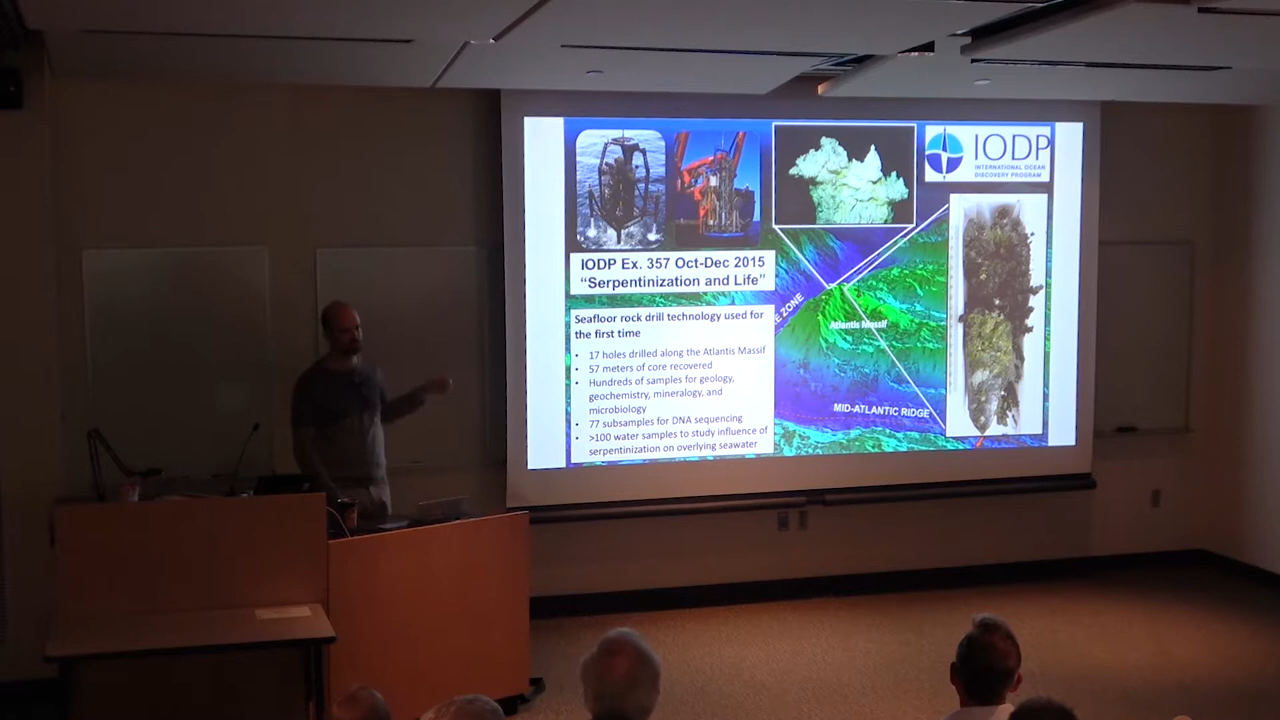 IODP
INTERNATIONAL OCEAN
DISCOVERY PROGRAM
IODP Ex. 357 Oct-Dec 2015
“Serpentinization and Life”
Seafloor rock drill technology used for
the first time
• 17 holes drilled along the Atlantis Massif
• 57 meters of core recovered
• Hundreds of samples for geology,
geochemistry, mineralogy, and
microbiology
• 77 subsamples for DNA sequencing
• >100 water samples to study influence of
serpentinization on overlying seawater
ZONE
Atlantis Massif
MID-ATLANTIC RIDGE